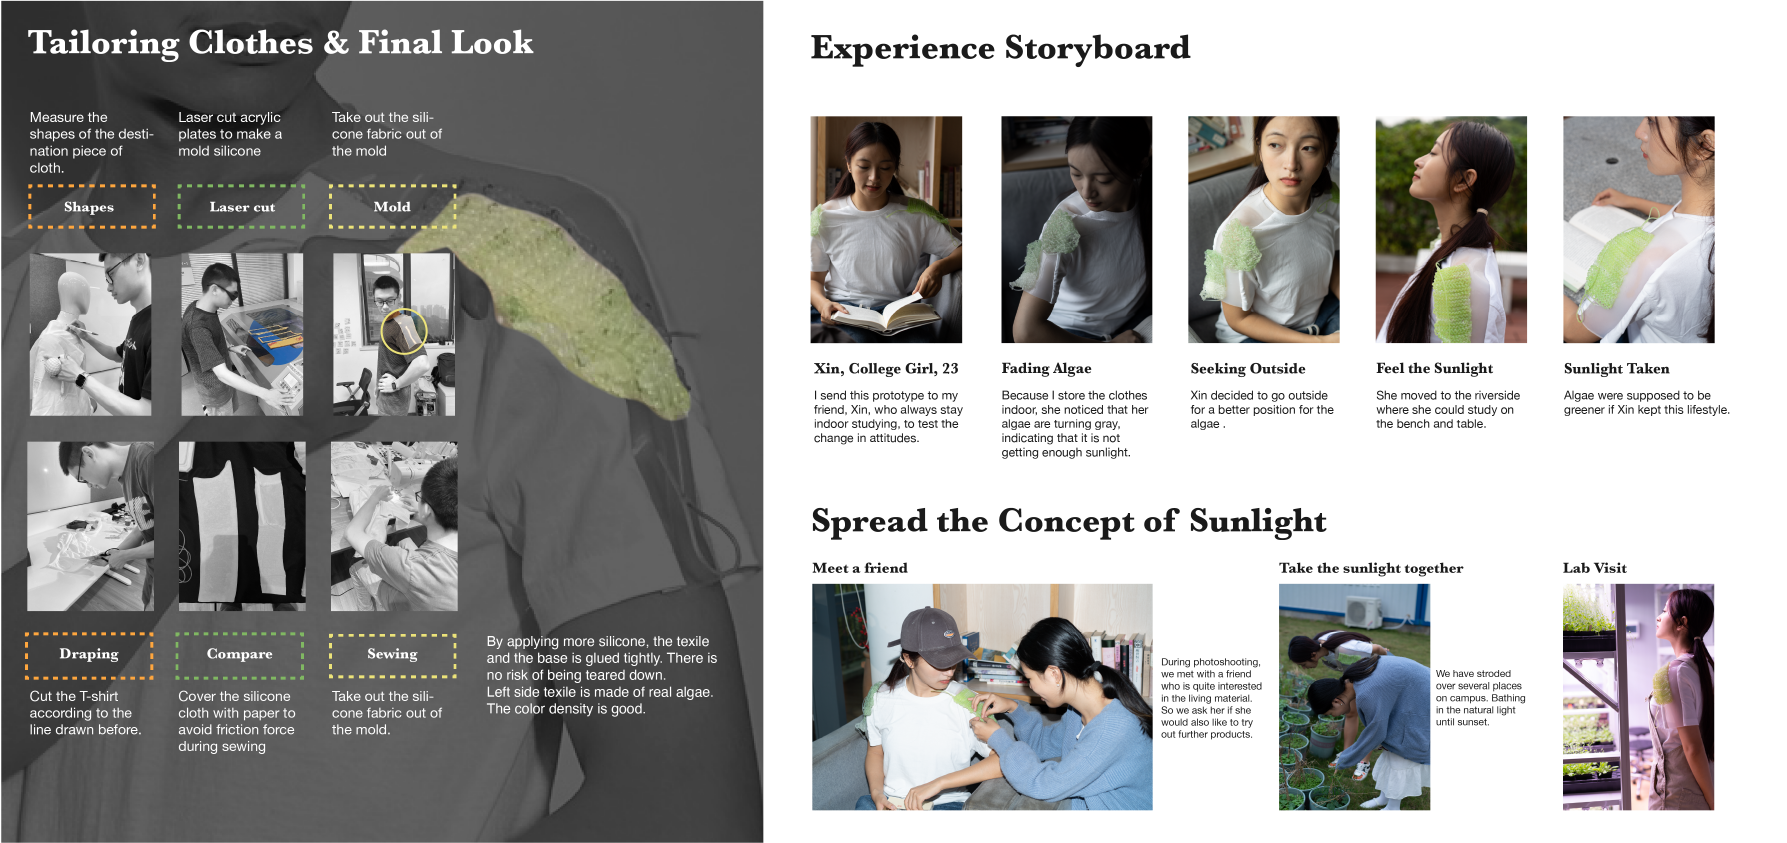 Tailoring Clothes & Final Look
Measure the
shapes of the desti-
nation piece of
cloth.
Laser cut acrylic
plates to make a
mold silicone
Take out the sili-
cone fabric out of
the mold
Shapes
Laser cut
Mold
Draping
Compare
Sewing
Cut the T-shirt
according to the
line drawn before.
Cover the silicone
cloth with paper to
avoid friction force
during sewing
Take out the sili-
cone fabric out of
the mold.
By applying more silicone, the texile
and the base is glued tightly. There is
no risk of being teared down.
Left side texile is made of real algae.
The color density is good.
Experience Storyboard
Xin, College Girl, 23
I send this prototype to my
friend, Xin, who always stay
indoor studying, to test the
change in attitudes.
Fading Algae
Because I store the clothes
indoor, she noticed that her
algae are turning gray,
indicating that it is not
getting enough sunlight.
Seeking Outside
Xin decided to go outside
for a better position for the
algae .
Feel the Sunlight
She moved to the riverside
where she could study on
the bench and table.
Sunlight Taken
Algae were supposed to be
greener if Xin kept this lifestyle.
Spread the Concept of Sunlight
Meet a friend
During photoshooting,
we met with a friend
who is quite interested
in the living material.
So we ask her if she
would also like to try
out further products.
Take the sunlight together
We have stroded
over several places
on campus. Bathing
in the natural light
until sunset.
Lab Visit